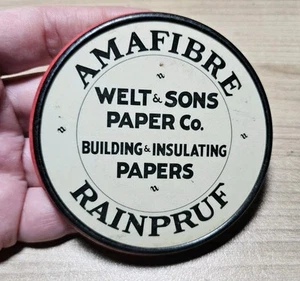 AMAFIBRE
WELT & SONS
PAPER Co.
BUILDING & INSULATING
PAPERS
RAINPRUF